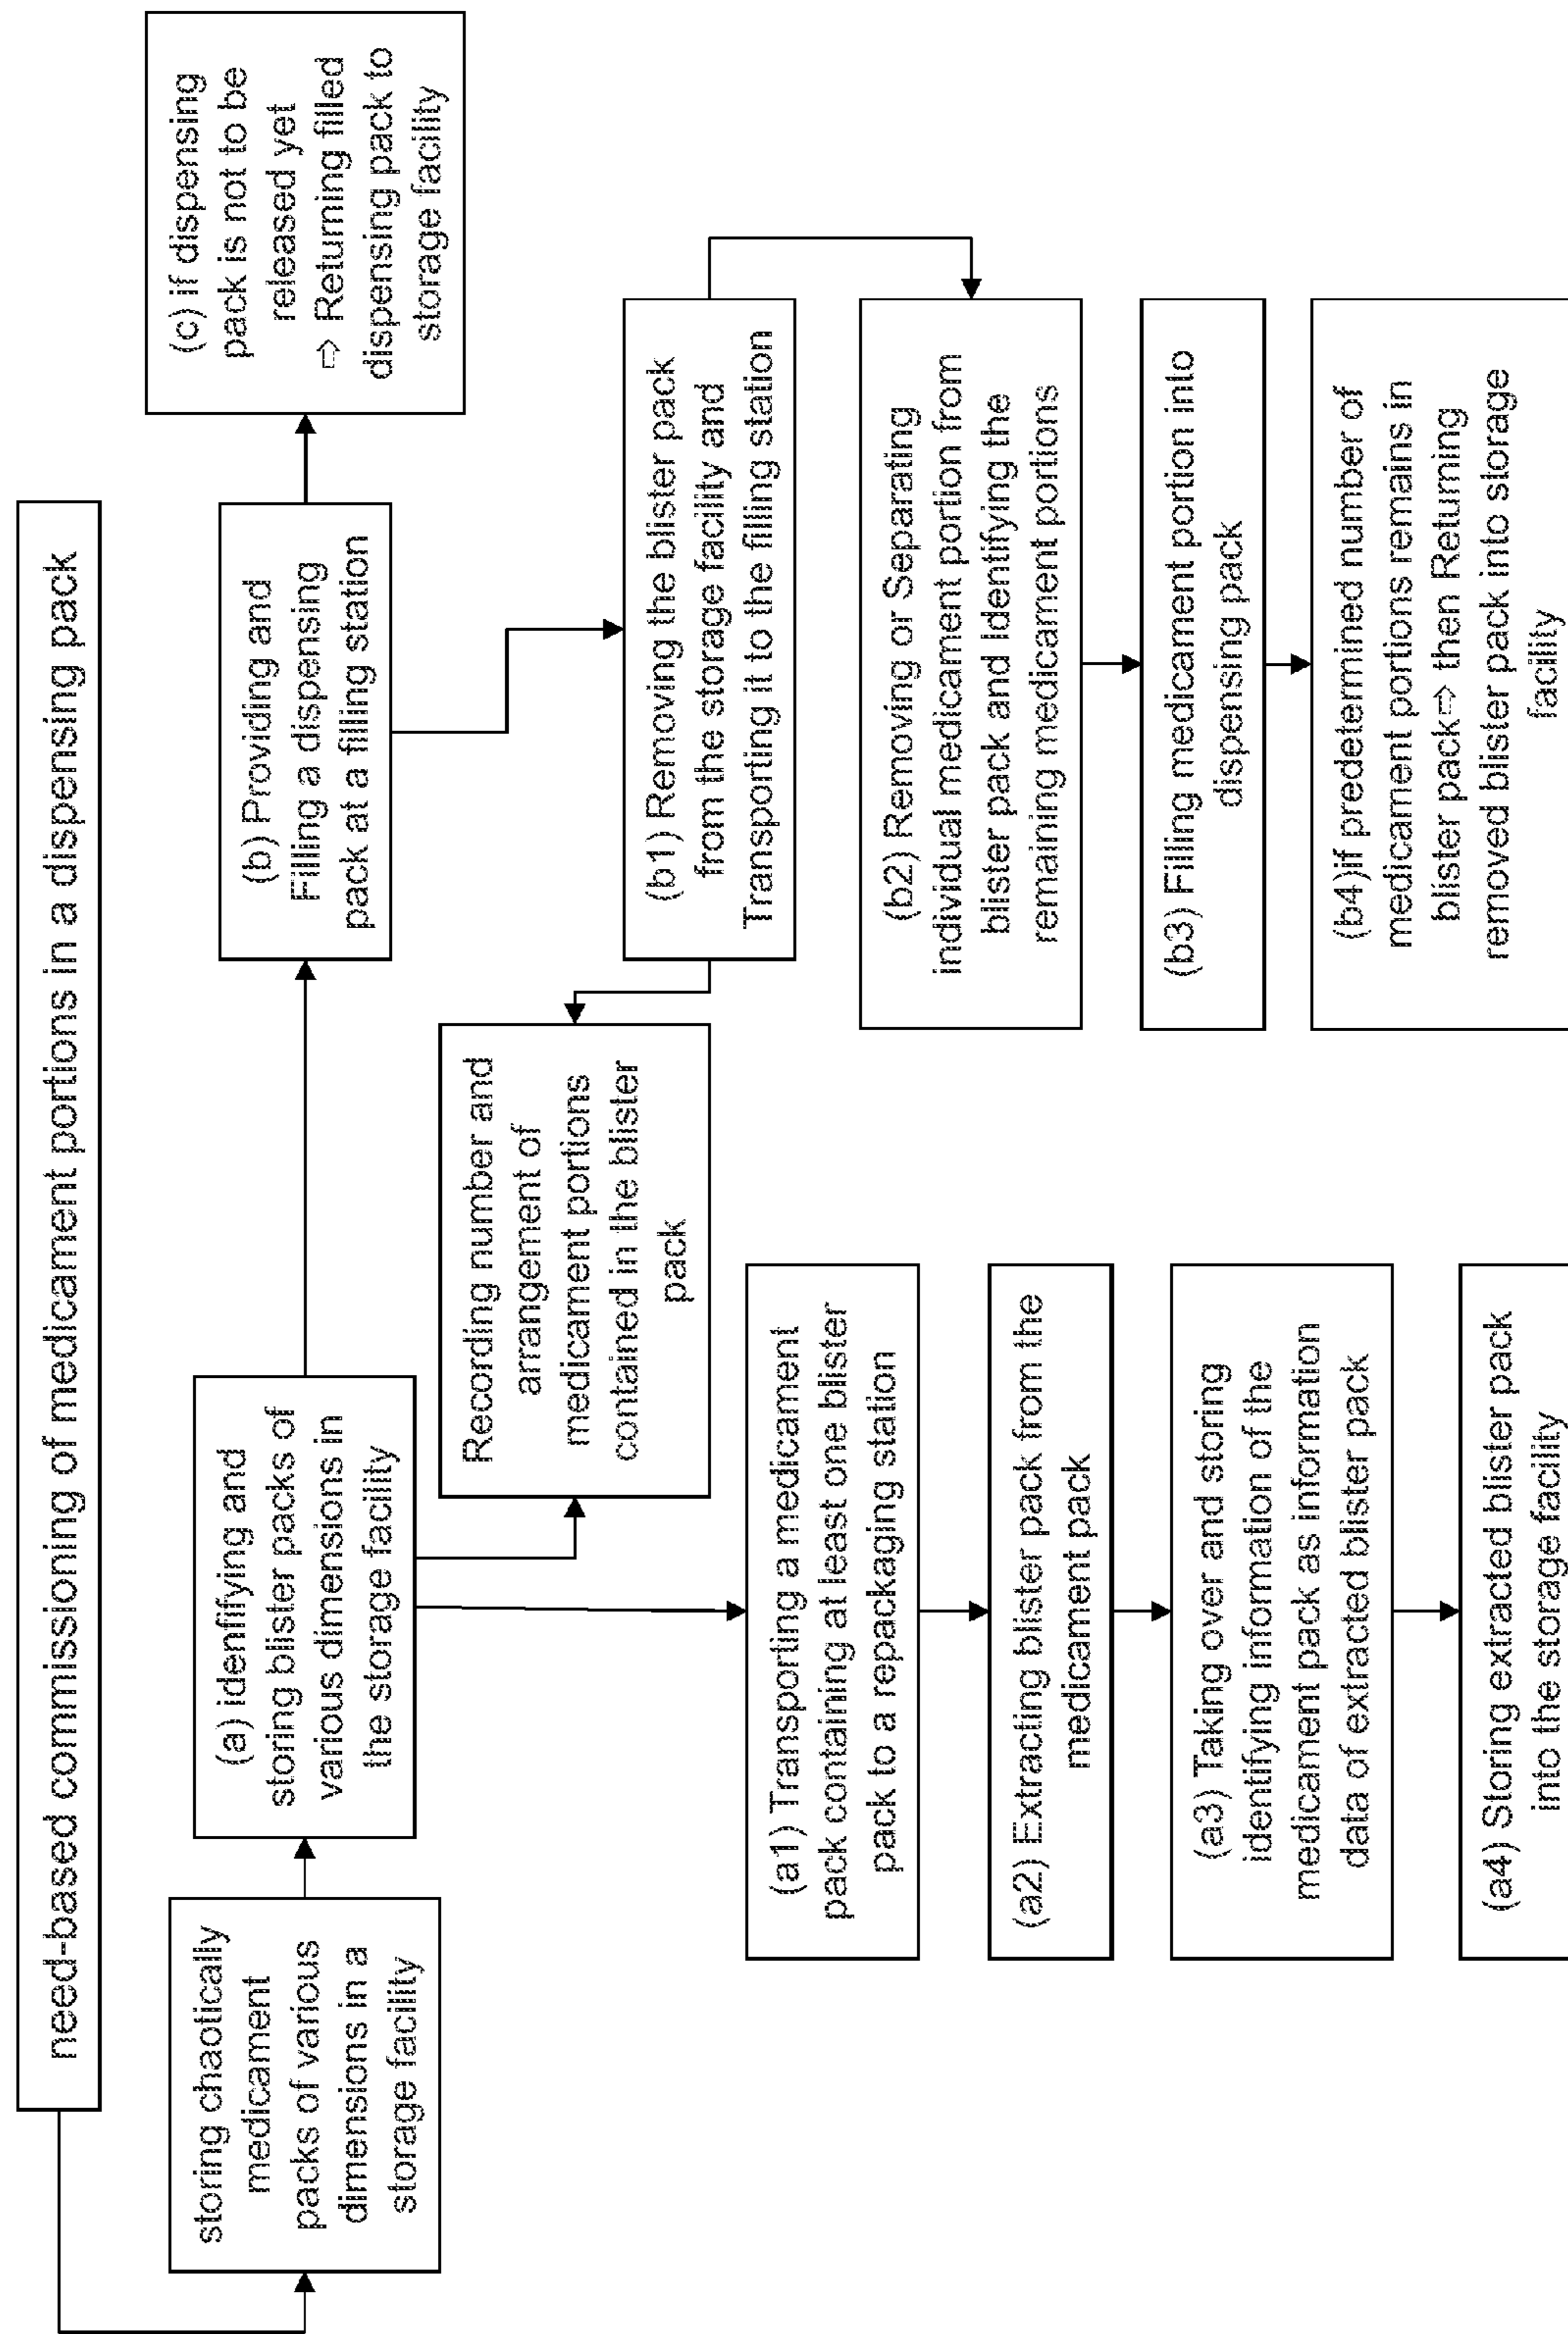 need-based commissioning of medicament portions in a dispensing pack
storing chaotically
medicament
packs of various
dimensions in a
storage facility
(a) idenfifying and
storing blister packs of
various dimensions in
the storage facility
(b) Providing and
Filling a dispensing
pack at a filling station
(c) if dispensing
pack is not to be
released yet
⇨ Returning filled
dispensing pack to
storage facility
Recording number and
arrangement of
medicament portions
contained in the blister
pack
(a1) Transporting a medicament
pack containing at least one blister
pack to a repackaging station
(a2) Extracting blister pack from the
medicament pack
(a3) Taking over and storing
identifying information of the
medicament pack as information
data of extracted blister pack
(a4) Storing extracted blister pack
into the storage facility
(b1) Removing the blister pack
from the storage facility and
Transporting it to the filling station
(b2) Removing or Separating
individual medicament portion from
blister pack and Identifying the
remaining medicament portions
(b3) Filling medicament portion into
dispensing pack
(b4)if predetermined number of
medicament portions remains in
blister pack⇨ then Returning
removed blister pack into storage
facility